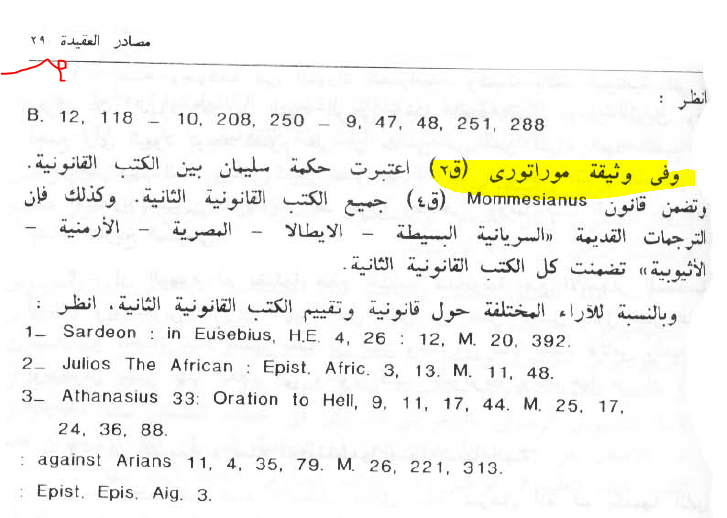 مصادر العقيدة ٢٩
انظر :
B. 12, 118 – 10, 208, 250 – 9, 47, 48, 251, 288
وفى وثيقة موراتورى (ق٢) اعتبرت حكمة سليمان بين الكتب القانونية.
وتضمن قانون Mommesianus (ق٤) جميع الكتب القانونية الثانية. وكذلك فإن
الترجمات القديمة «السريانية البسيطة – الايطالا – المصرية – الأرمنية –
الأثيوبية» تضمنت كل الكتب القانونية الثانية.
وبالنسبة للآراء المختلفة حول قانونية وتقييم الكتب القانونية الثانية، انظر :
1_ Sardeon : in Eusebius, H.E. 4, 26 : 12, M. 20, 392.
2_ Julios The African : Epist. Afric. 3, 13. M. 11, 48.
3_ Athanasius 33: Oration to Hell, 9, 11, 17, 44. M. 25, 17,
24, 36, 88.
: against Arians 11, 4, 35, 79. M. 26, 221, 313.
: Epist. Epis. Aig. 3.